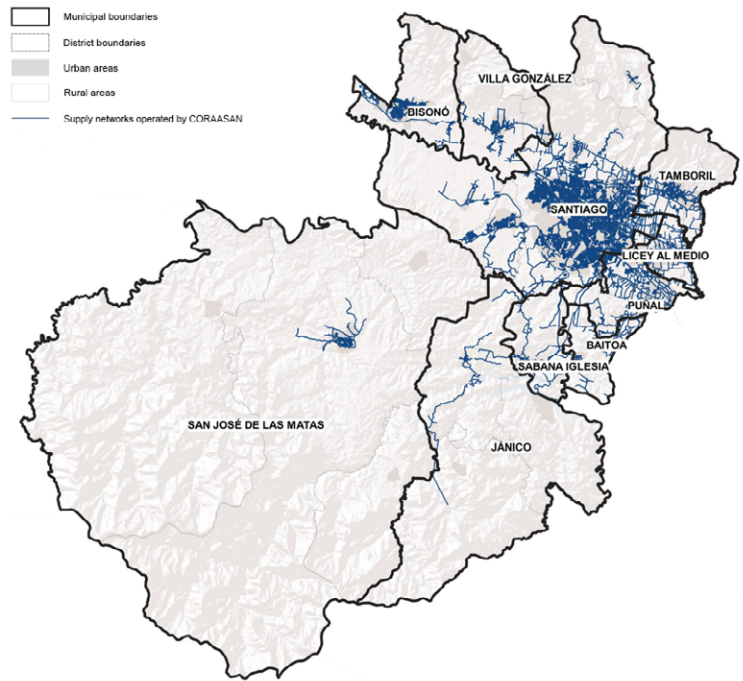 Municipal boundaries
District boundaries
Urban areas
Rural areas
Supply networks operated by CORAASAN
VILLA GONZÁLEZ
BISONÓ
TAMBORIL
SANTIAGO
LICEY AL MEDIO
PUÑAL
BAITOA
SABANA IGLESIA
SAN JOSÉ DE LAS MATAS
JÁNICO